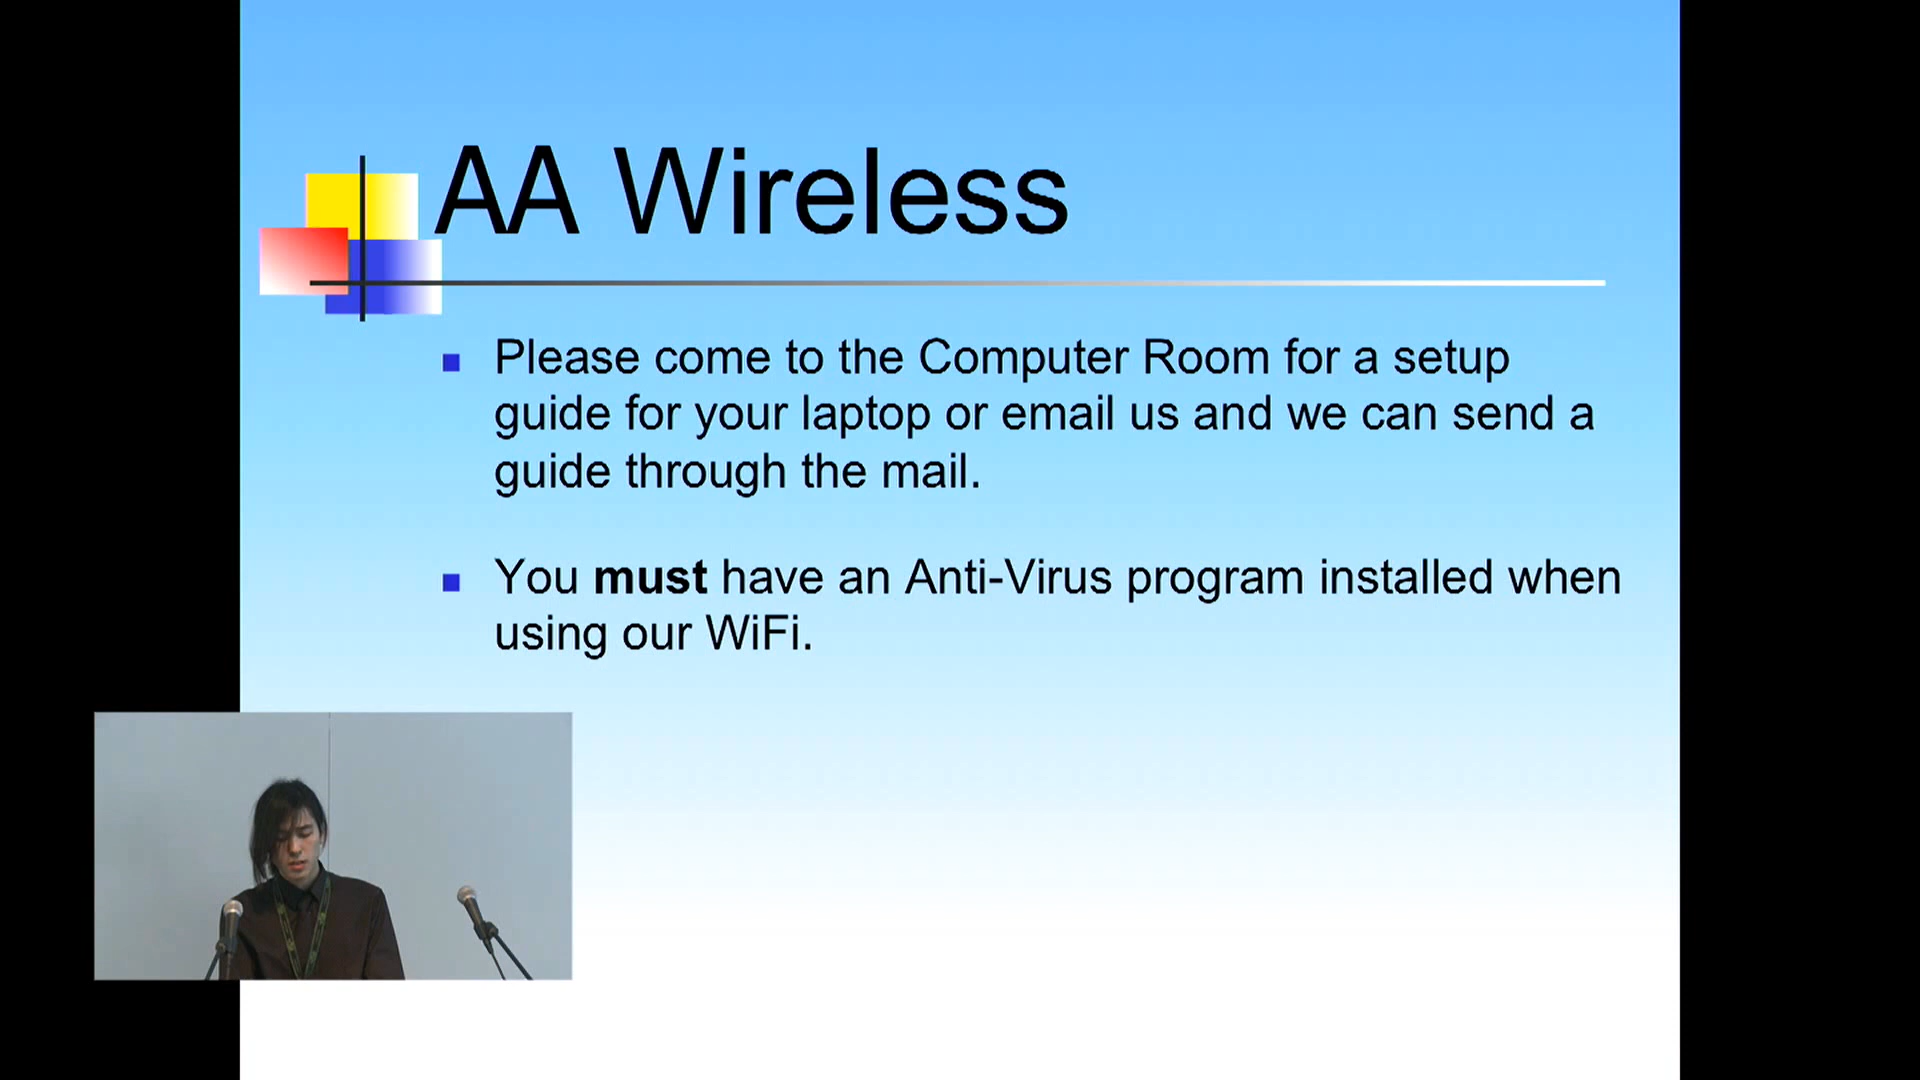 AA Wireless
Please come to the Computer Room for a setup
guide for your laptop or email us and we can send a
guide through the mail.
You must have an Anti-Virus program installed when
using our WiFi.